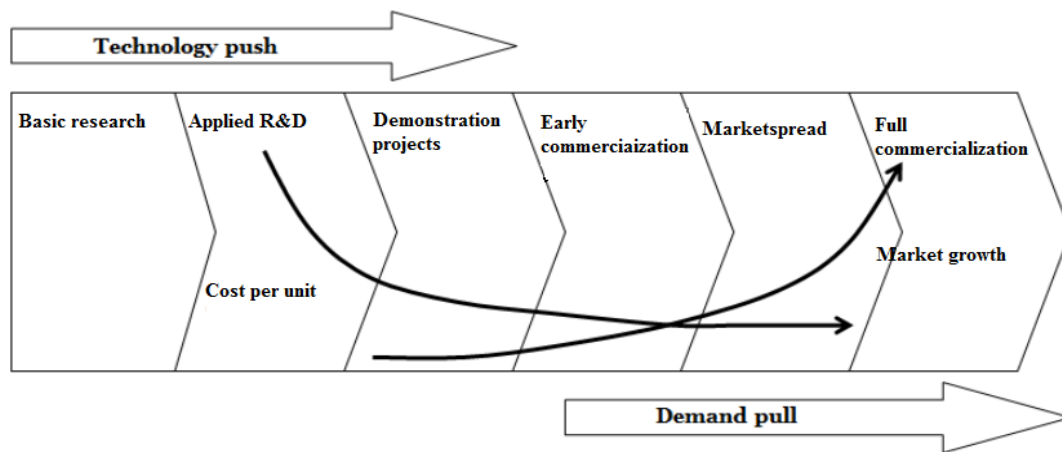 Technology push
Basic research
Applied R&D
Demonstration
projects
Early
commerciaization
Marketspread
Full
commercialization
Cost per unit
Market growth
Demand pull